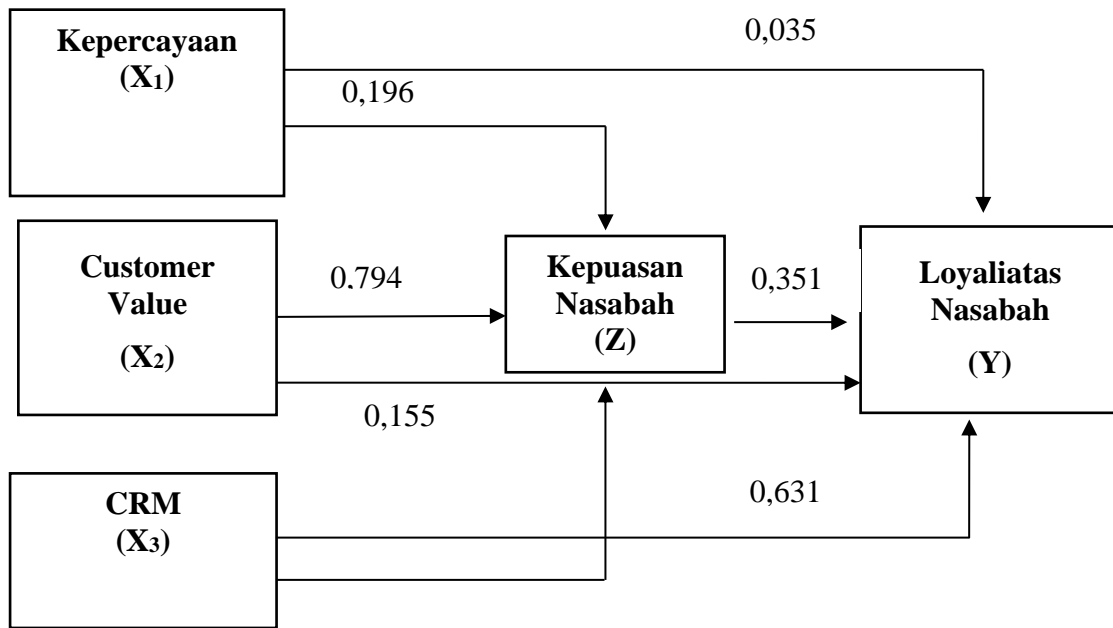 Kepercayaan
(X₁)
0,035
0,196
Customer
Value
(X₂)
0,794
Kepuasan
Nasabah
(Z)
0,351
Loyaliatas
Nasabah
(Y)
0,155
CRM
(X₃)
0,631